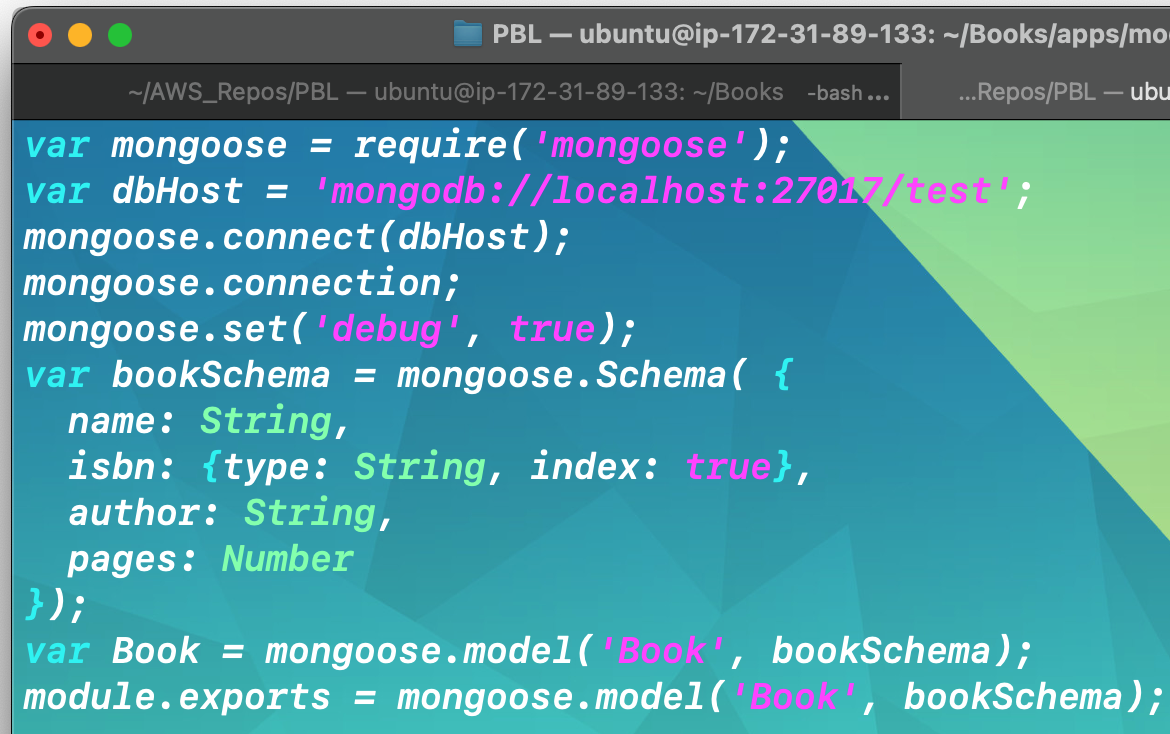 PBL — ubuntu@ip-172-31-89-133: ~/Books/apps/mo
~/AWS_Repos/PBL — ubuntu@ip-172-31-89-133: ~/Books -bash ...
...Repos/PBL — ubu
var mongoose = require('mongoose');
var dbHost = 'mongodb://localhost:27017/test';
mongoose.connect(dbHost);
mongoose.connection;
mongoose.set('debug', true);
var bookSchema = mongoose.Schema( {
  name: String,
  isbn: {type: String, index: true},
  author: String,
  pages: Number
});
var Book = mongoose.model('Book', bookSchema);
module.exports = mongoose.model('Book', bookSchema);